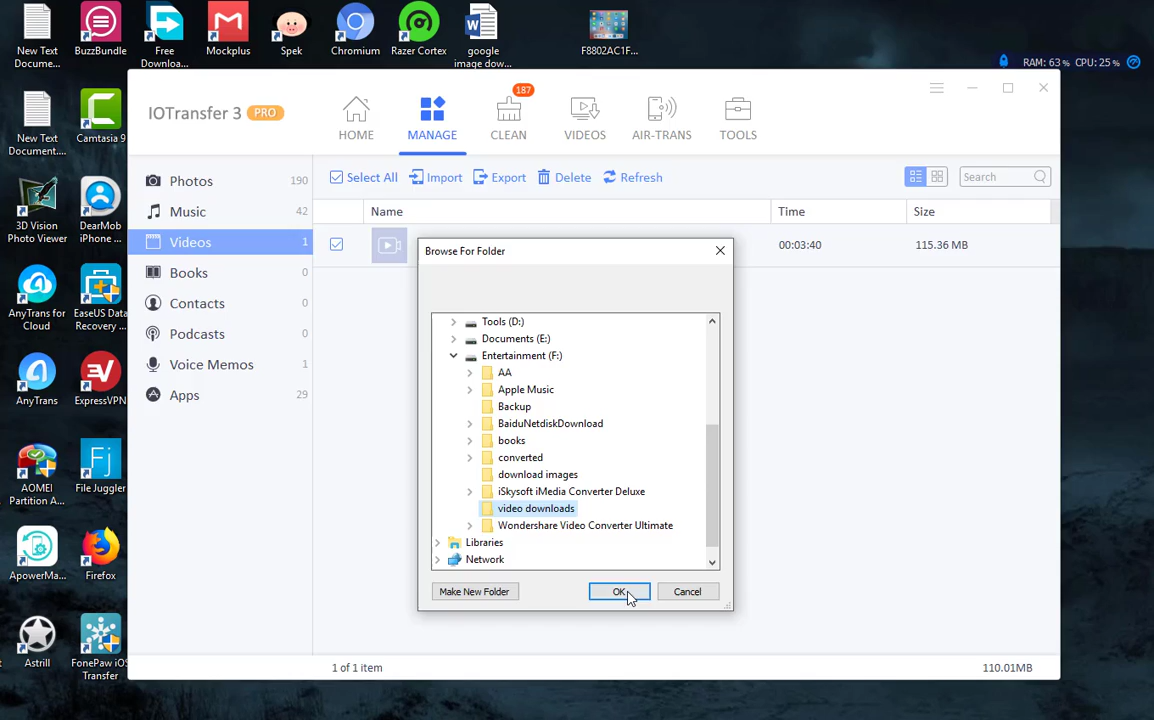 New Text
Docume...
BuzzBundle
Free
Downloa...
Mockplus
Spek
Chromium
Razer Cortex
google
image dow...
F8802AC1F...
RAM: 63 % CPU: 25 %
New Text
Document....
Camtasia 9
3D Vision
Photo Viewer
DearMob
iPhone ...
AnyTrans for
Cloud
EaseUS Data
Recovery ...
AnyTrans
ExpressVPN
AOMEI
Partition A...
File Juggler
ApowerMa...
Firefox
Astrill
FonePaw iOS
Transfer
IOTransfer 3 PRO
HOME
MANAGE
187
CLEAN
VIDEOS
AIR-TRANS
TOOLS
Photos 190
Music 42
Videos 1
Books 0
Contacts 0
Podcasts 0
Voice Memos 1
Apps 29
Select All Import Export Delete Refresh Search
Name Time Size
00:03:40 115.36 MB
Browse For Folder
Tools (D:)
Documents (E:)
Entertainment (F:)
AA
Apple Music
Backup
BaiduNetdiskDownload
books
converted
download images
iSkysoft iMedia Converter Deluxe
video downloads
Wondershare Video Converter Ultimate
Libraries
Network
Make New Folder OK Cancel
1 of 1 item 110.01MB